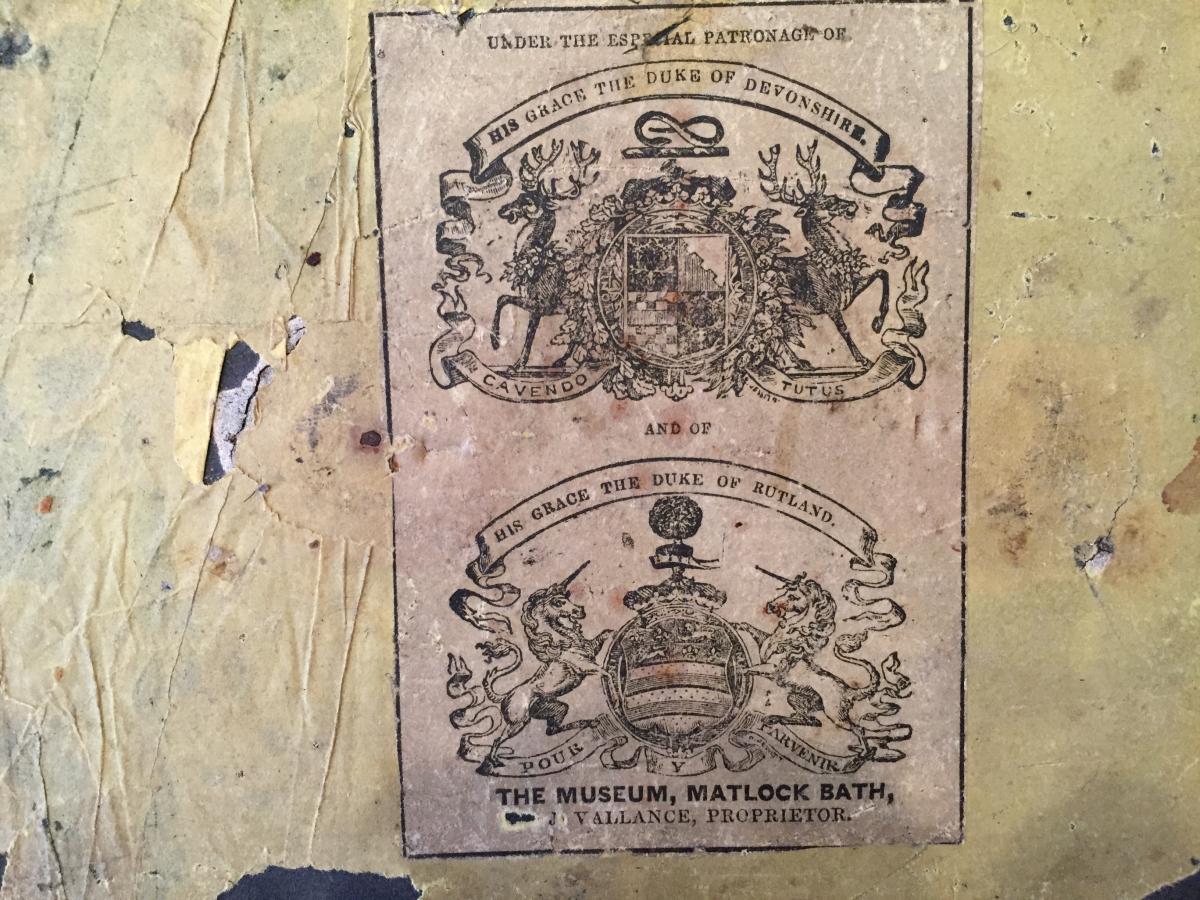 UNDER THE ESPECIAL PATRONAGE OF
HIS GRACE THE DUKE OF DEVONSHIRE.
CAVENDO TUTUS
AND OF
HIS GRACE THE DUKE OF RUTLAND.
POUR Y PARVENIR
THE MUSEUM, MATLOCK BATH,
J. VALLANCE, PROPRIETOR.